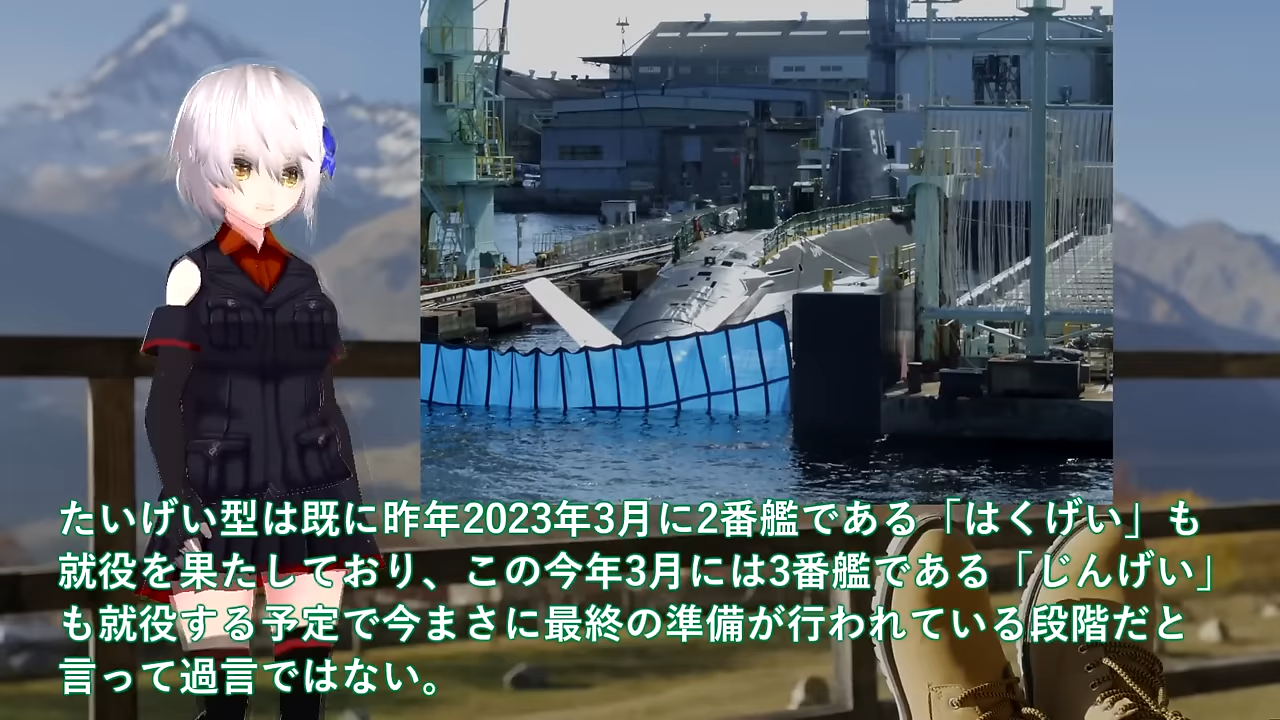 たいげい型は既に昨年2023年3月に2番艦である「はくげい」も
就役を果たしており、この今年3月には3番艦である「じんげい」
も就役する予定で今まさに最終の準備が行われている段階だと
言って過言ではない。